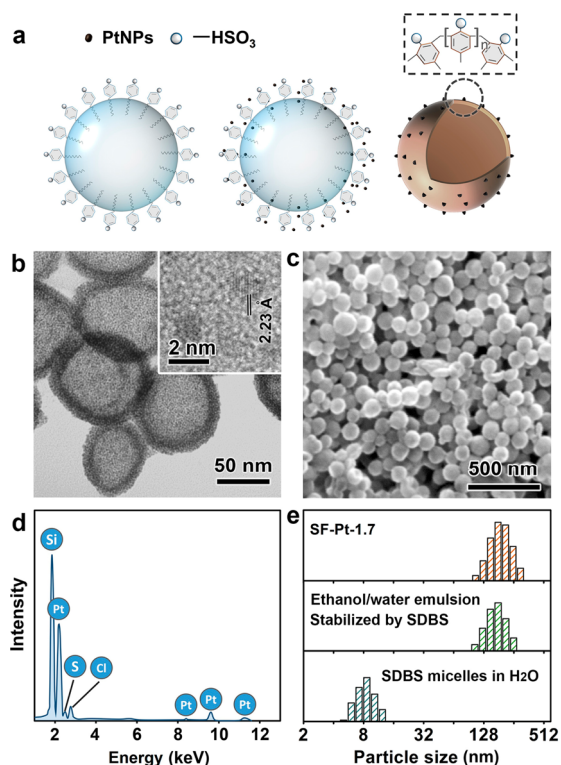 a
PtNPs
—HSO3
n
b
2 nm
2.23 Å
50 nm
c
500 nm
d
Intensity
Si
Pt
S
Cl
Pt
Pt
Pt
2 4 6 8 10 12
Energy (keV)
e
SF-Pt-1.7
Ethanol/water emulsion
Stabilized by SDBS
SDBS micelles in H2O
2 8 32 128 512
Particle size (nm)